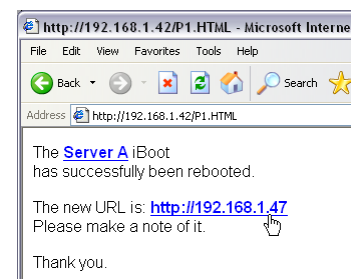 http://192.168.1.42/P1.HTML - Microsoft Interne
File Edit View Favorites Tools Help
Back Search
Address http://192.168.1.42/P1.HTML
The Server A iBoot
has successfully been rebooted.
The new URL is: http://192.168.1.47
Please make a note of it.
Thank you.